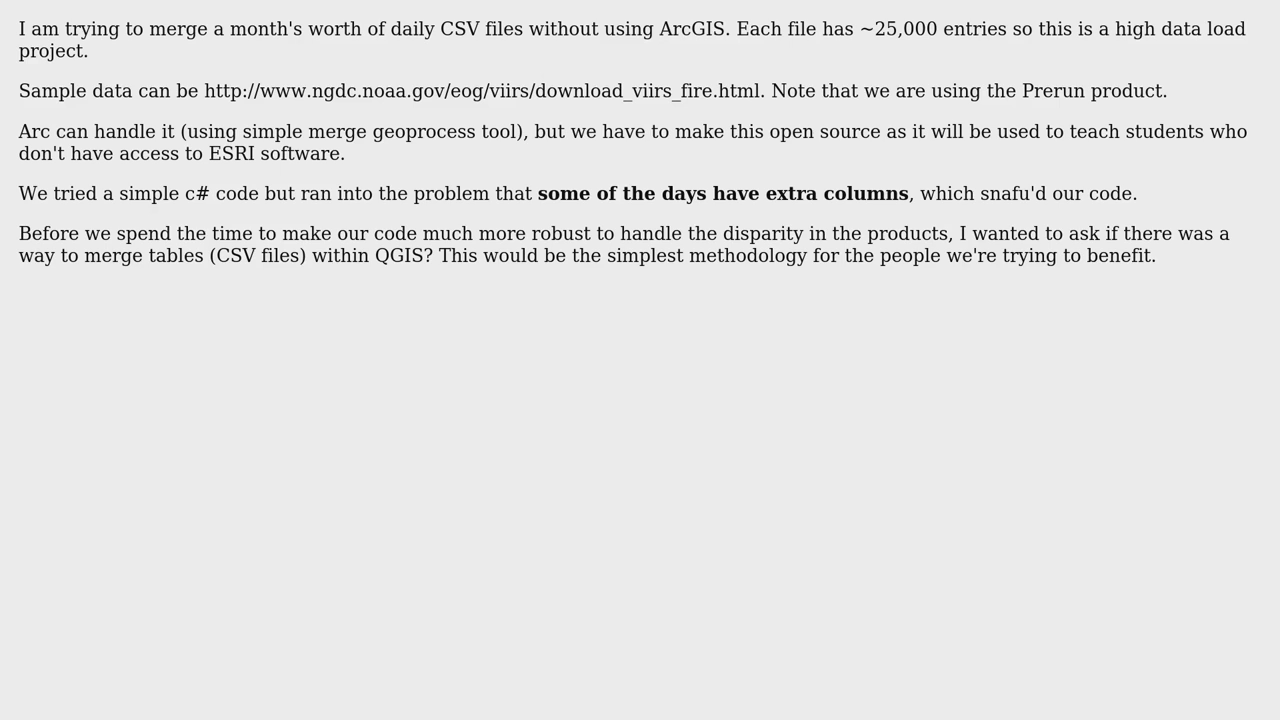 I am trying to merge a month's worth of daily CSV files without using ArcGIS. Each file has ~25,000 entries so this is a high data load
project.
Sample data can be http://www.ngdc.noaa.gov/eog/viirs/download_viirs_fire.html. Note that we are using the Prerun product.
Arc can handle it (using simple merge geoprocess tool), but we have to make this open source as it will be used to teach students who
don't have access to ESRI software.
We tried a simple c# code but ran into the problem that some of the days have extra columns, which snafu'd our code.
Before we spend the time to make our code much more robust to handle the disparity in the products, I wanted to ask if there was a
way to merge tables (CSV files) within QGIS? This would be the simplest methodology for the people we're trying to benefit.